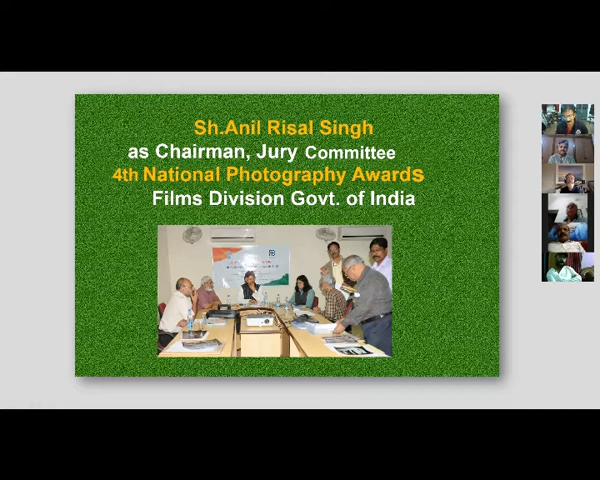 Sh.Anil Risal Singh
as Chairman, Jury Committee
4th National Photography Awards
Films Division Govt. of India